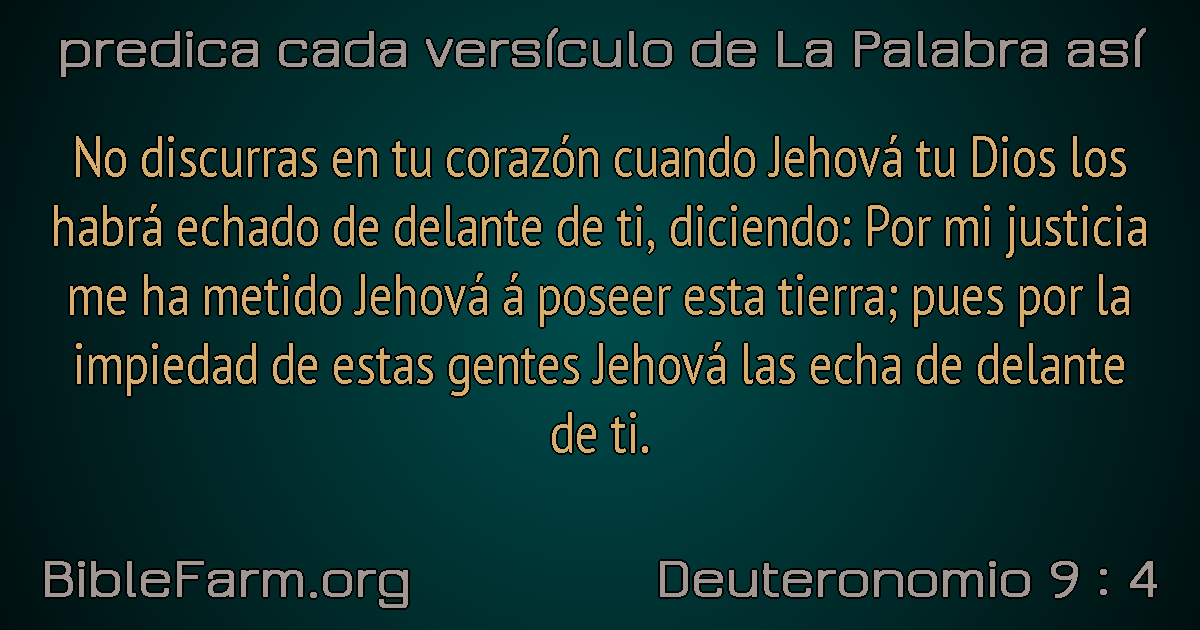 predica cada versículo de La Palabra así
No discurras en tu corazón cuando Jehová tu Dios los
habrá echado de delante de ti, diciendo: Por mi justicia
me ha metido Jehová á poseer esta tierra; pues por la
impiedad de estas gentes Jehová las echa de delante
de ti.
BibleFarm.org
Deuteronomio 9 : 4